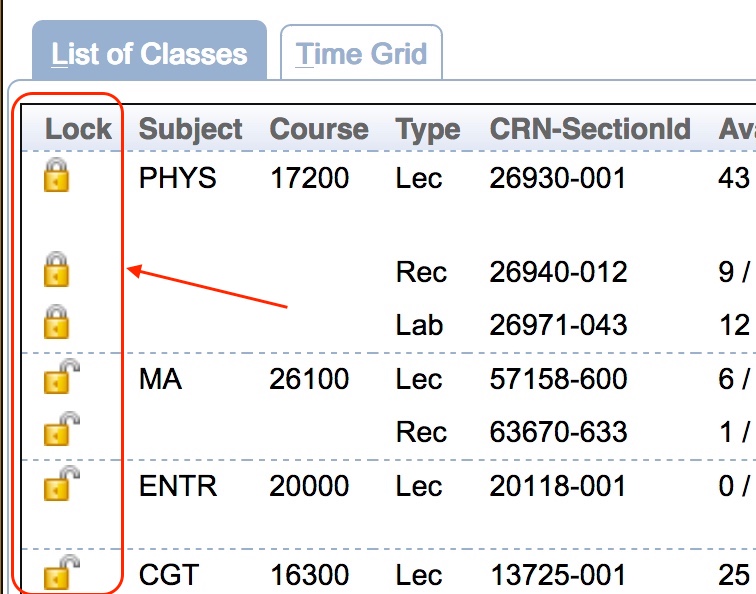 List of Classes Time Grid
Lock Subject Course Type CRN-SectionId Av
PHYS 17200 Lec 26930-001 43
Rec 26940-012 9 /
Lab 26971-043 12
MA 26100 Lec 57158-600 6 /
Rec 63670-633 1 /
ENTR 20000 Lec 20118-001 0 /
CGT 16300 Lec 13725-001 25